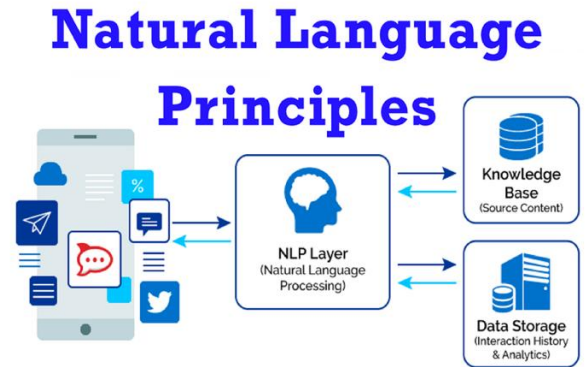 Natural Language
Principles
%
NLP Layer
(Natural Language
Processing)
Knowledge
Base
(Source Content)
Data Storage
(Interaction History
& Analytics)